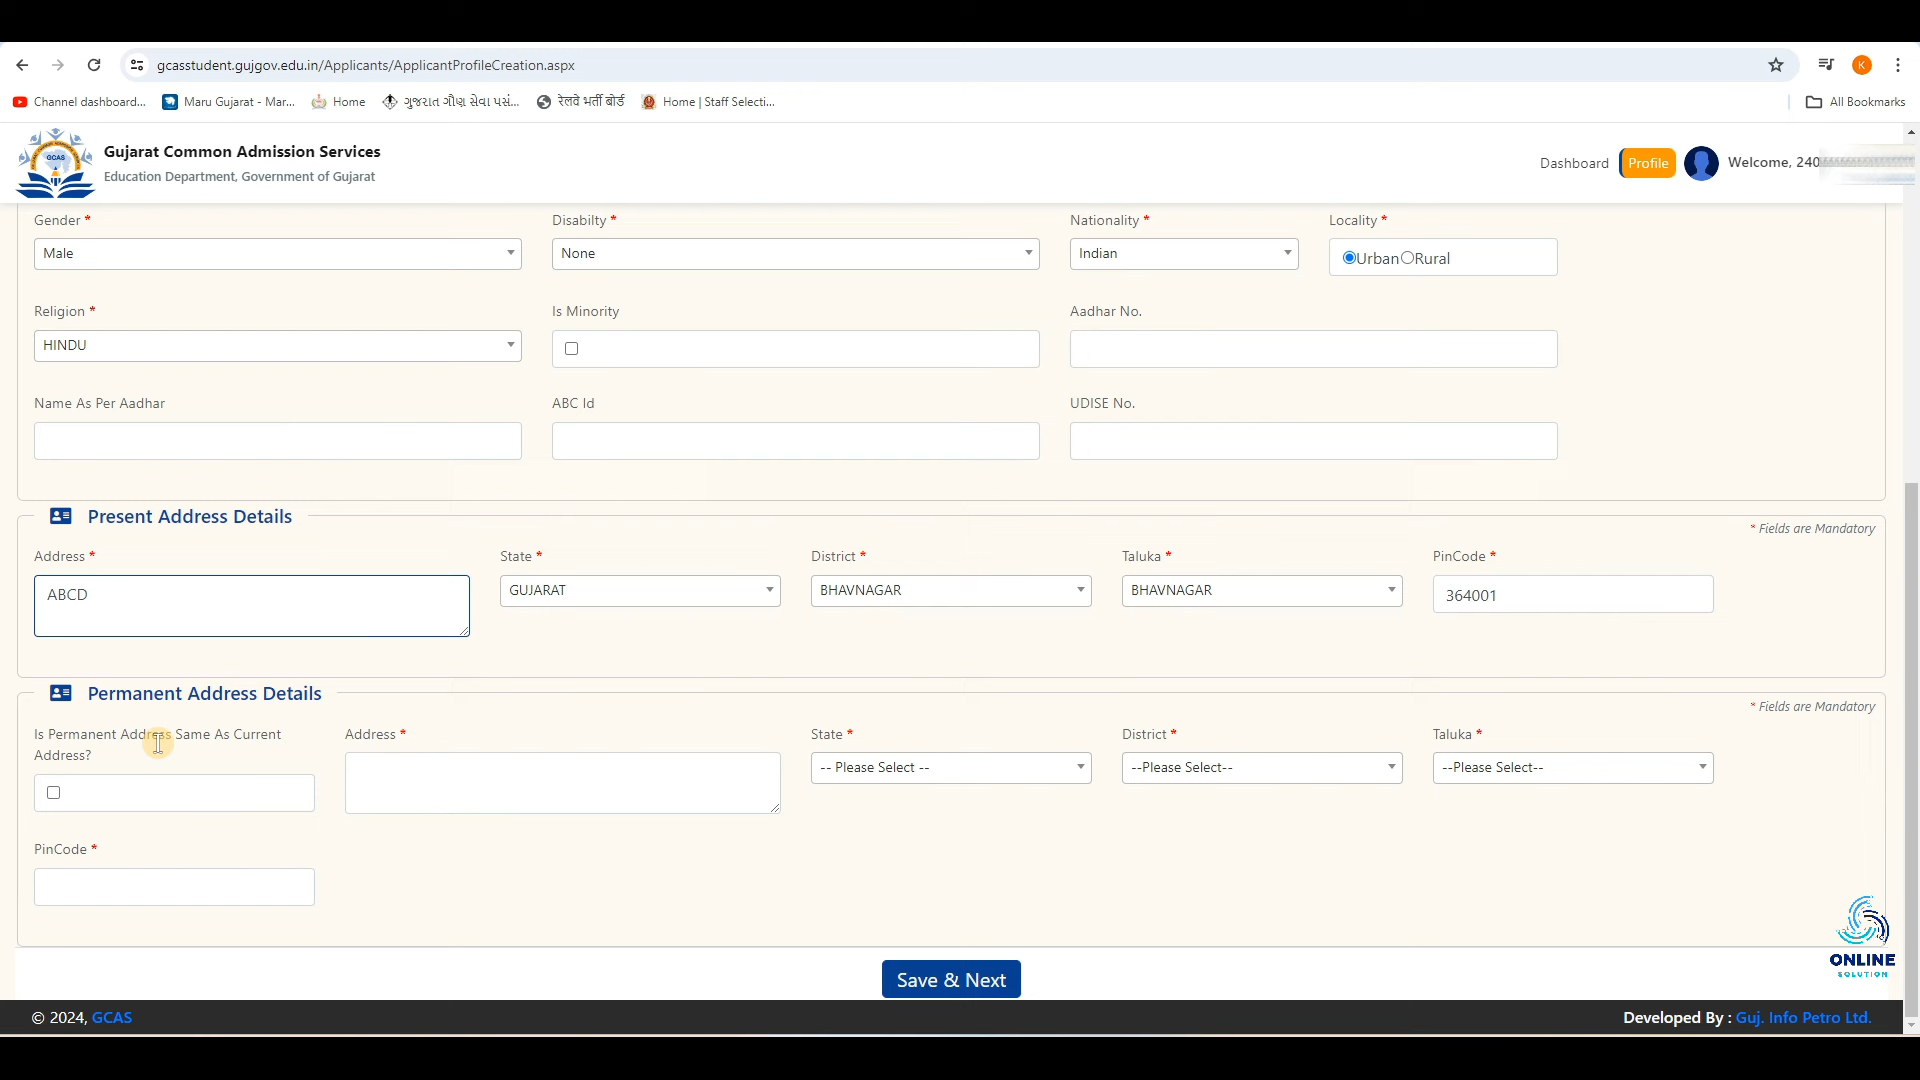 gcasstudent.gujgov.edu.in/Applicants/ApplicantProfileCreation.aspx
K
Channel dashboard...
Maru Gujarat - Mar...
Home
ગુજરાત ગૌણ સેવા પસં...
रेलवे भर्ती बोर्ड
Home | Staff Selecti...
All Bookmarks
GCAS
Gujarat Common Admission Services
Education Department, Government of Gujarat
Dashboard
Profile
Welcome, 240
Gender *
Disabilty *
Nationality *
Locality *
Male
None
Indian
Urban
Rural
Religion *
Is Minority
Aadhar No.
HINDU
Name As Per Aadhar
ABC Id
UDISE No.
Present Address Details
* Fields are Mandatory
Address *
State *
District *
Taluka *
PinCode *
ABCD
GUJARAT
BHAVNAGAR
BHAVNAGAR
364001
Permanent Address Details
* Fields are Mandatory
Is Permanent Address Same As Current
Address?
Address *
State *
District *
Taluka *
-- Please Select --
--Please Select--
--Please Select--
PinCode *
ONLINE
SOLUTION
Save & Next
© 2024, GCAS
Developed By : Guj. Info Petro Ltd.